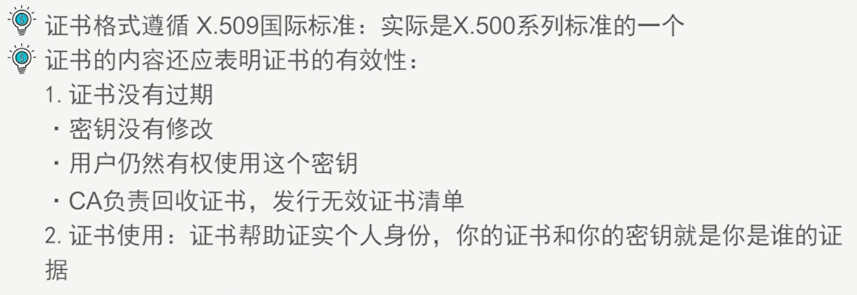 证书格式遵循 X.509国际标准：实际是X.500系列标准的一个
证书的内容还应表明证书的有效性：
1.证书没有过期
·密钥没有修改
·用户仍然有权使用这个密钥
·CA负责回收证书，发行无效证书清单
2.证书使用：证书帮助证实个人身份，你的证书和你的密钥就是你是谁的证
据